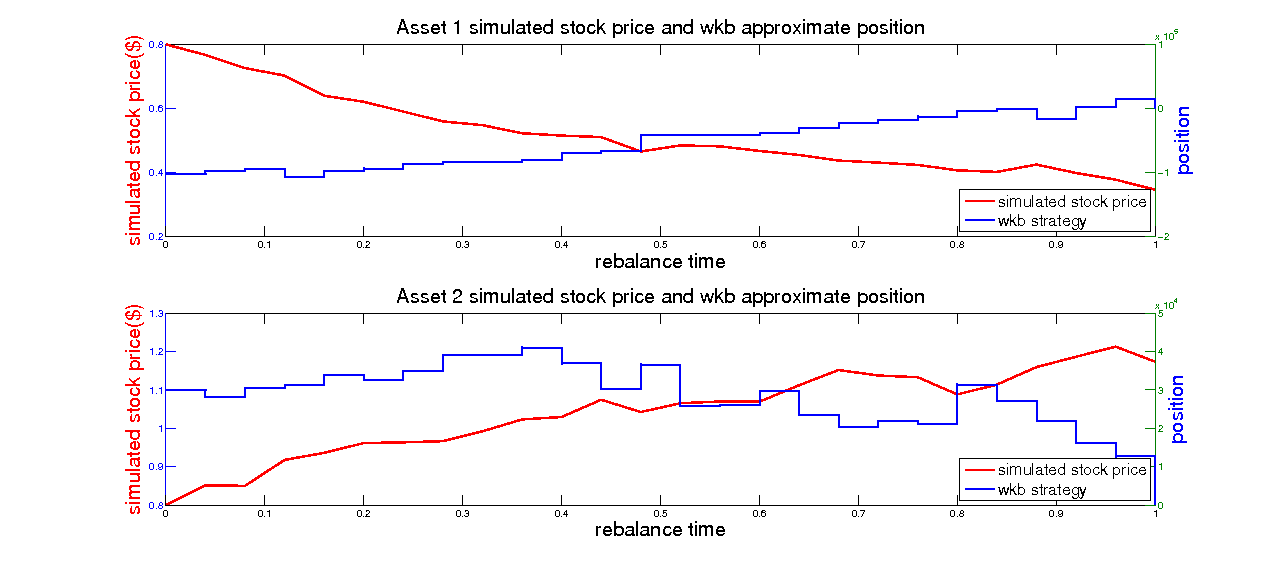 Asset 1 simulated stock price and wkb approximate position
x 10^5
simulated stock price($)
0.8
0.6
0.4
0.2
1
0
-1
-2
position
simulated stock price
wkb strategy
0 0.1 0.2 0.3 0.4 0.5 0.6 0.7 0.8 0.9 1
rebalance time
Asset 2 simulated stock price and wkb approximate position
x 10^4
simulated stock price($)
1.3
1.2
1.1
1
0.9
0.8
5
4
3
2
1
0
position
simulated stock price
wkb strategy
0 0.1 0.2 0.3 0.4 0.5 0.6 0.7 0.8 0.9 1
rebalance time